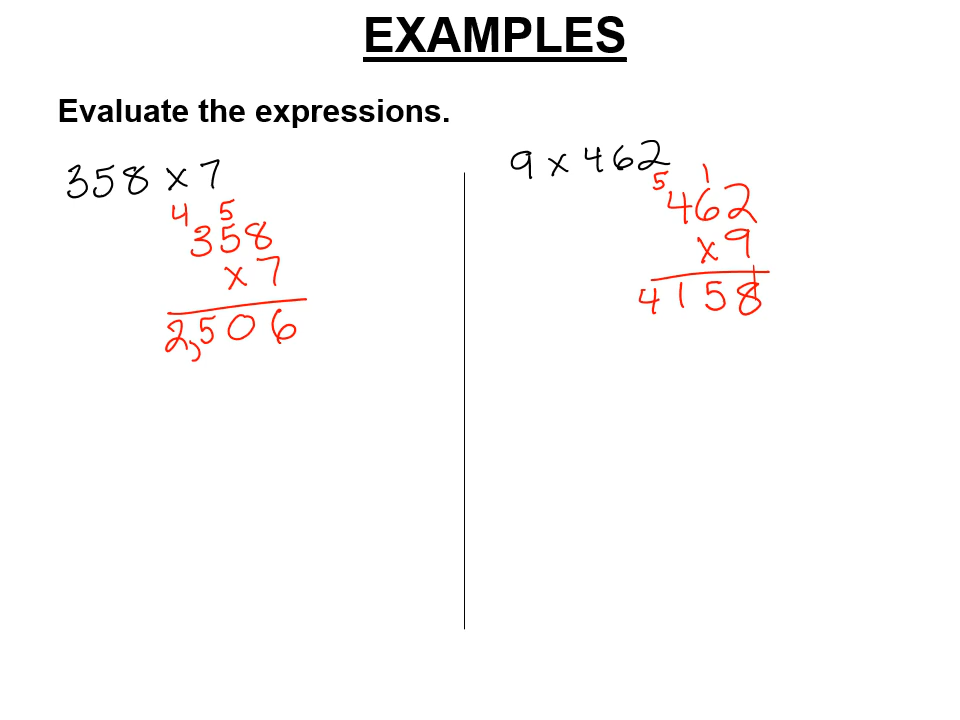 EXAMPLES
Evaluate the expressions.
358 x 7
4 5
358
x 7
2,506
9 x 462
5 1
462
x 9
4158